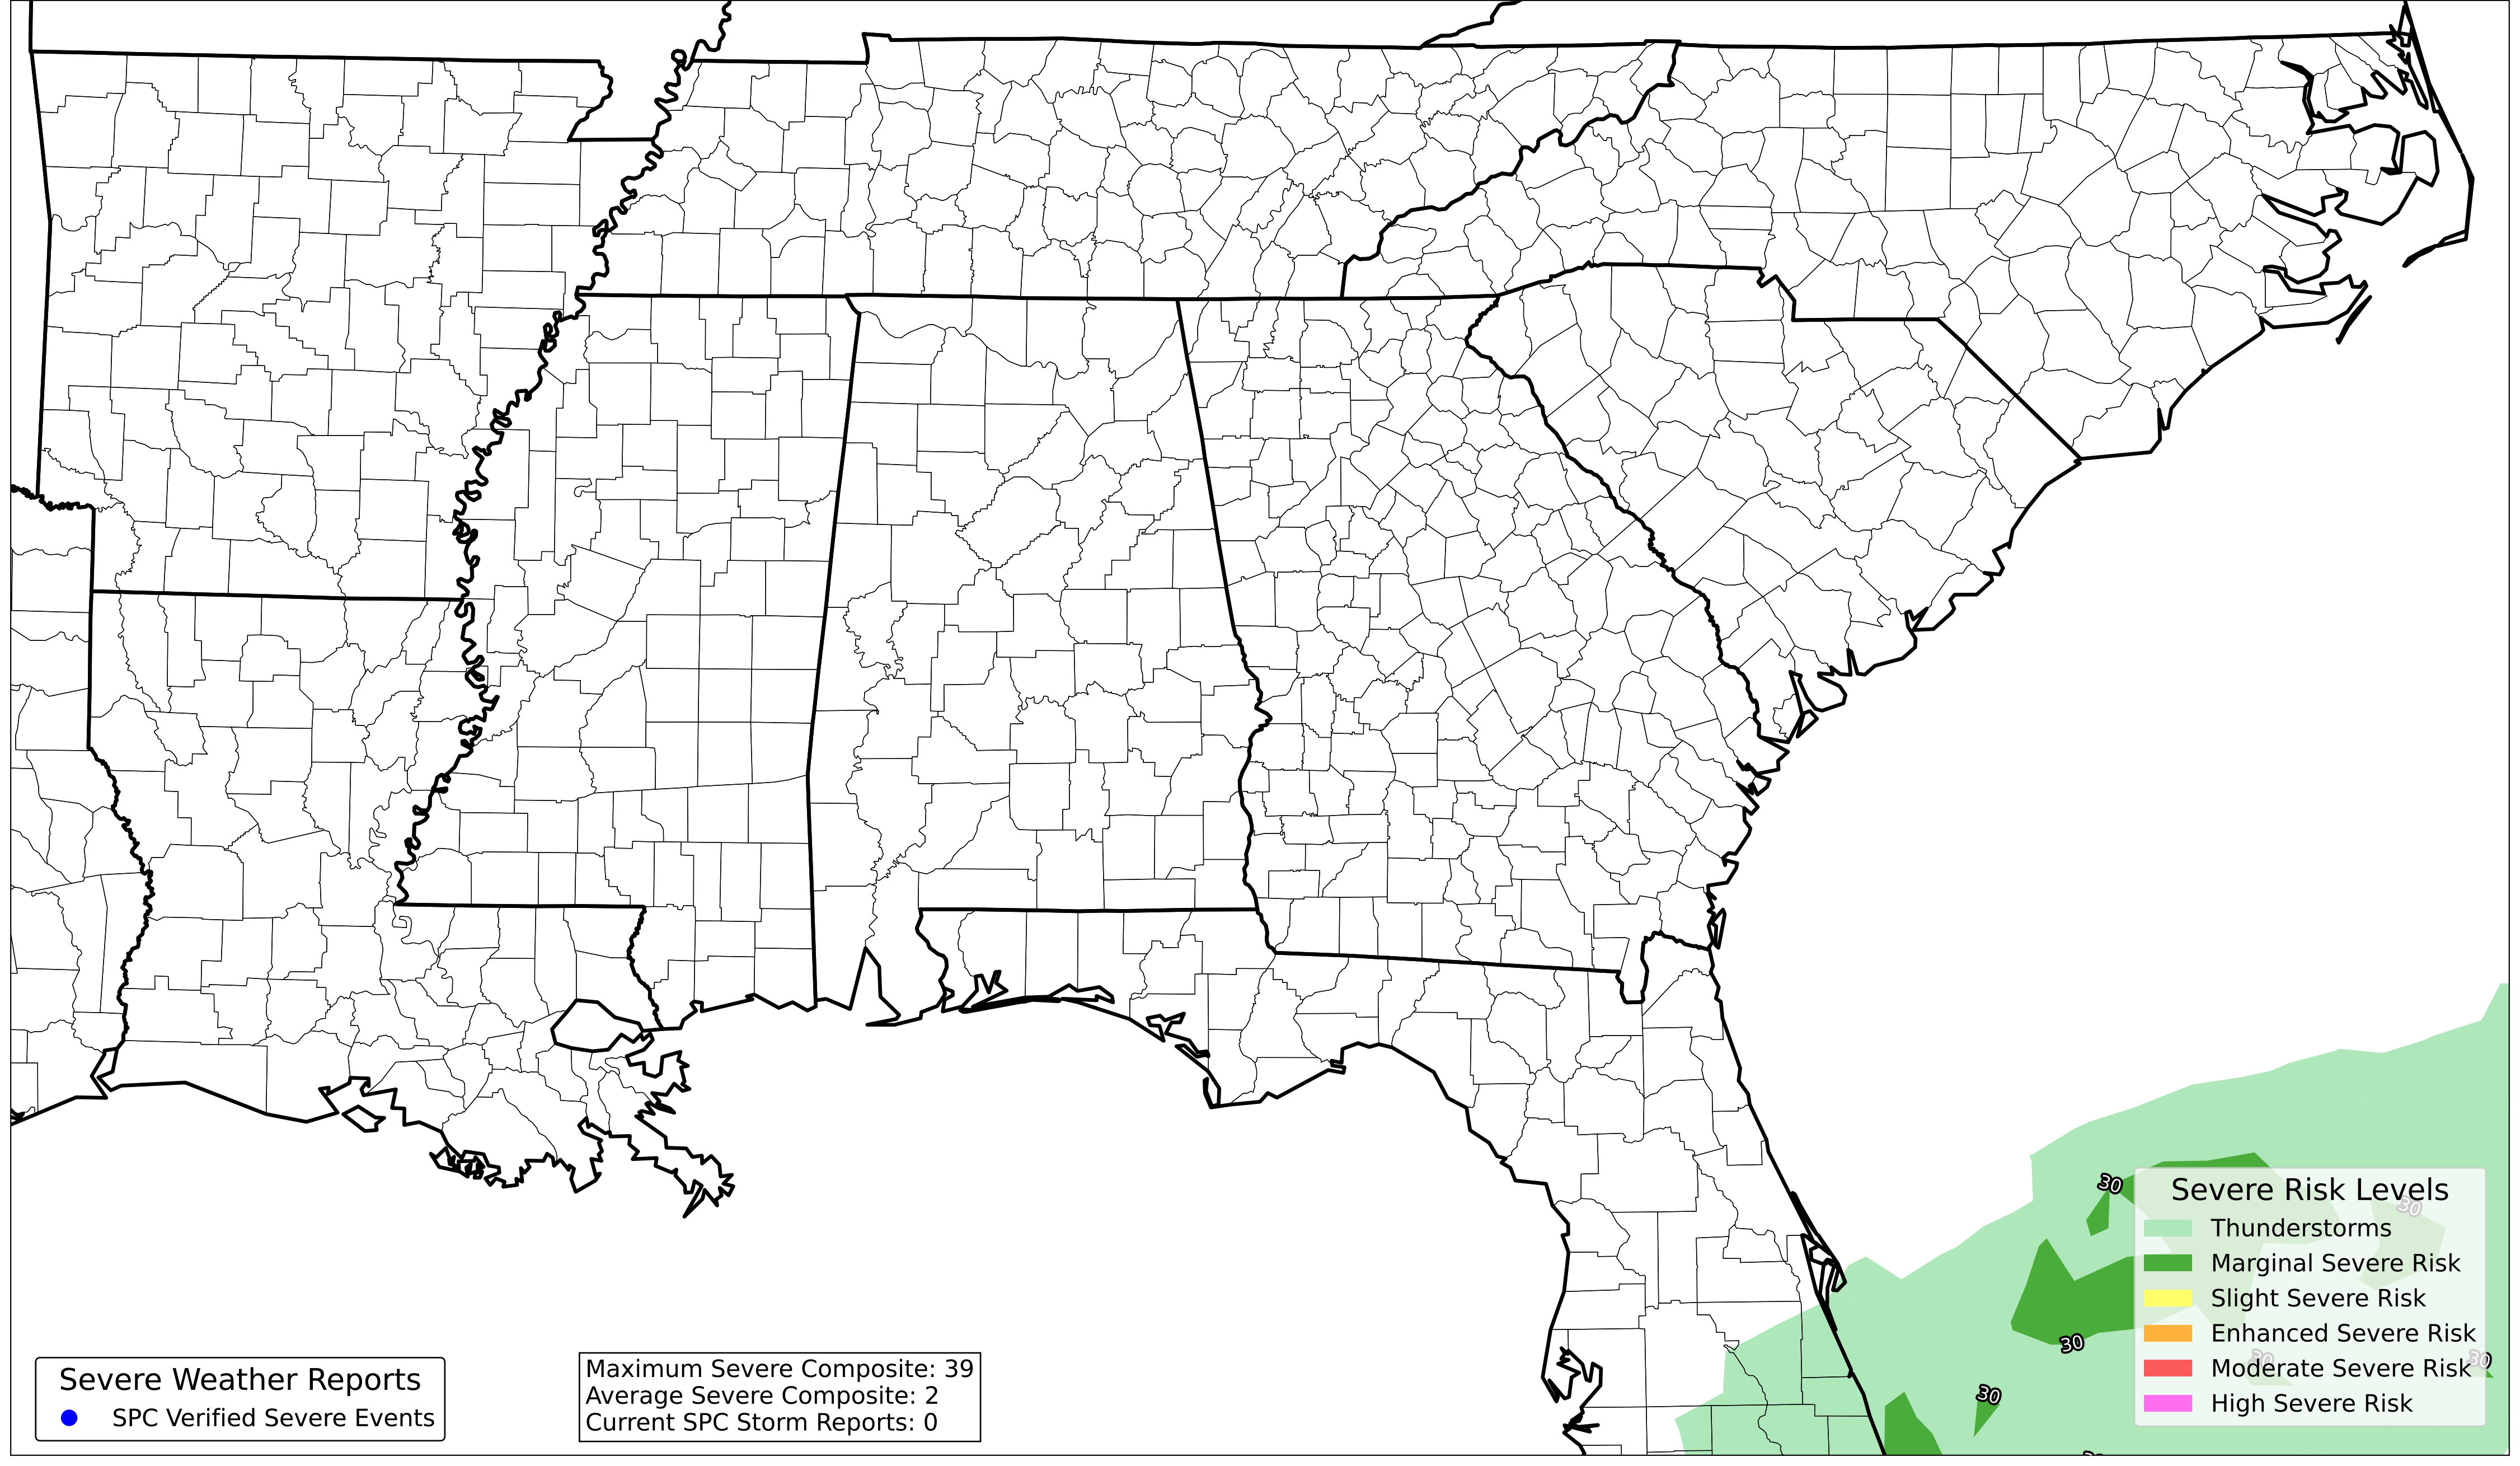 30
30
Severe Risk Levels
Thunderstorms
Marginal Severe Risk
Slight Severe Risk
Enhanced Severe Risk
Moderate Severe Risk
High Severe Risk
30
30
30
30
Severe Weather Reports
SPC Verified Severe Events
Maximum Severe Composite: 39
Average Severe Composite: 2
Current SPC Storm Reports: 0